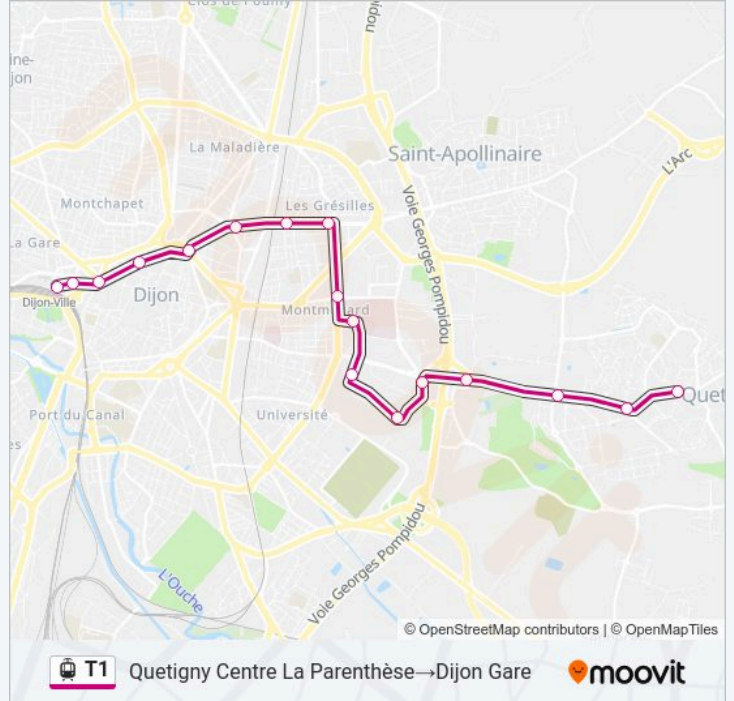 Clos de Pouilly
ine-
jon
La Maladière
Saint-Apollinaire
L'Arc
Montchapet
Les Grésilles
Voie Georges Pompidou
La Gare
Dijon-Ville
Dijon
Port du Canal
Université
Quet
L'Ouche
Voie Georges Pompidou
© OpenStreetMap contributors | © OpenMapTiles
T1 Quetigny Centre La Parenthèse→Dijon Gare
moovit